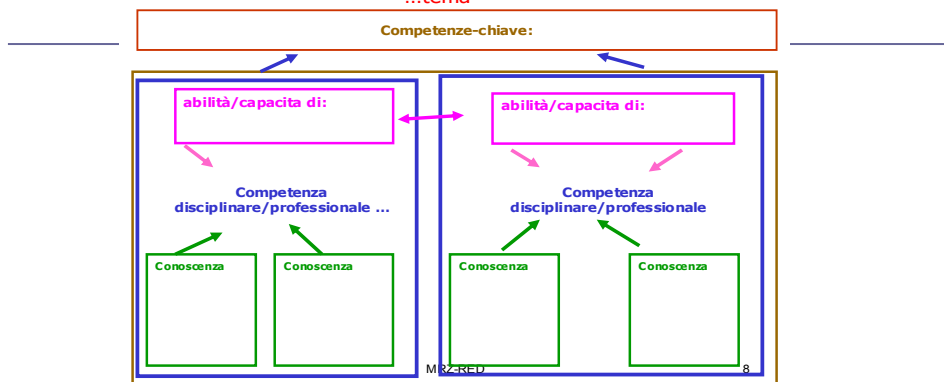 ...tema
Competenze-chiave:
abilità/capacita di:
abilità/capacita di:
Competenza
disciplinare/professionale ...
Competenza
disciplinare/professionale
Conoscenza
Conoscenza
Conoscenza
Conoscenza
MRZ-RED
8